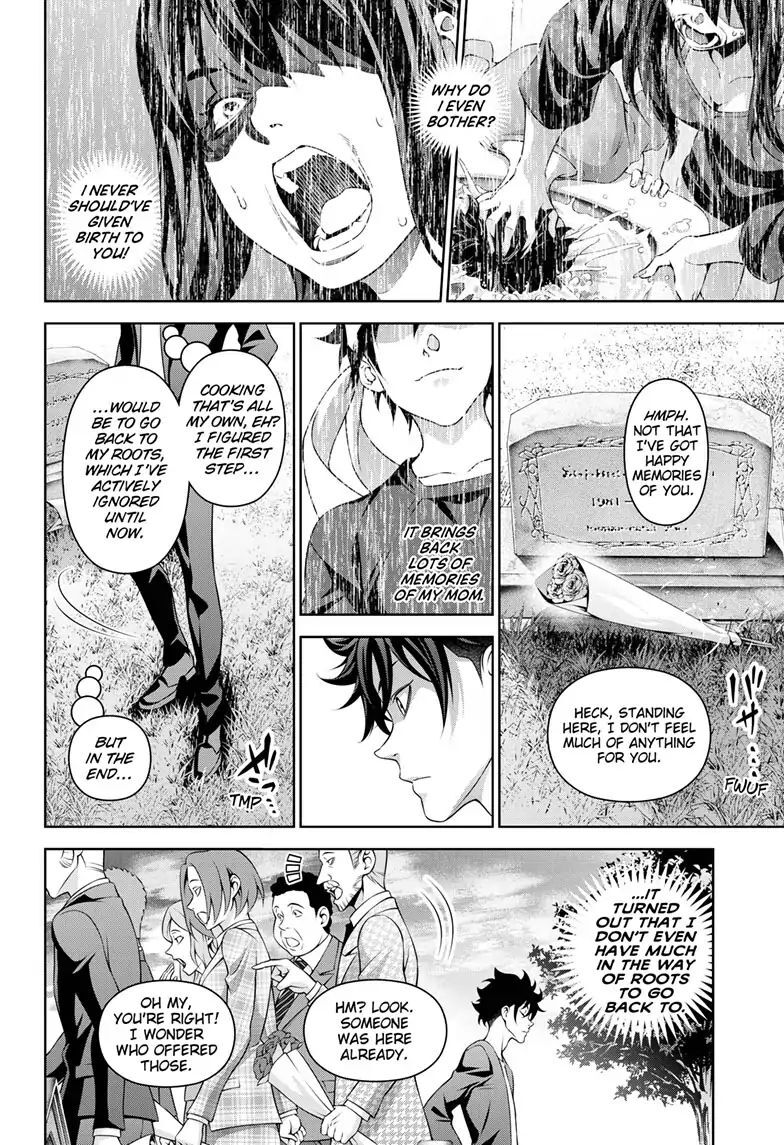 WHY DO
I EVEN
BOTHER?
I NEVER
SHOULD'VE
GIVEN
BIRTH TO
YOU!
HMPH.
NOT THAT
I'VE GOT
HAPPY
MEMORIES
OF YOU.
1981 -
HECK, STANDING
HERE, I DON'T FEEL
MUCH OF ANYTHING
FOR YOU.
FWUF
IT BRINGS
BACK
LOTS OF
MEMORIES
OF MY MOM.
COOKING
THAT'S ALL
MY OWN, EH?
I FIGURED
THE FIRST
STEP...
...WOULD
BE TO GO
BACK TO
MY ROOTS,
WHICH I'VE
ACTIVELY
IGNORED
UNTIL
NOW.
BUT
IN THE
END...
TMP
...IT
TURNED
OUT THAT I
DON'T EVEN
HAVE MUCH
IN THE WAY
OF ROOTS
TO GO
BACK TO.
HM? LOOK.
SOMEONE
WAS HERE
ALREADY.
OH MY,
YOU'RE RIGHT!
I WONDER
WHO OFFERED
THOSE.